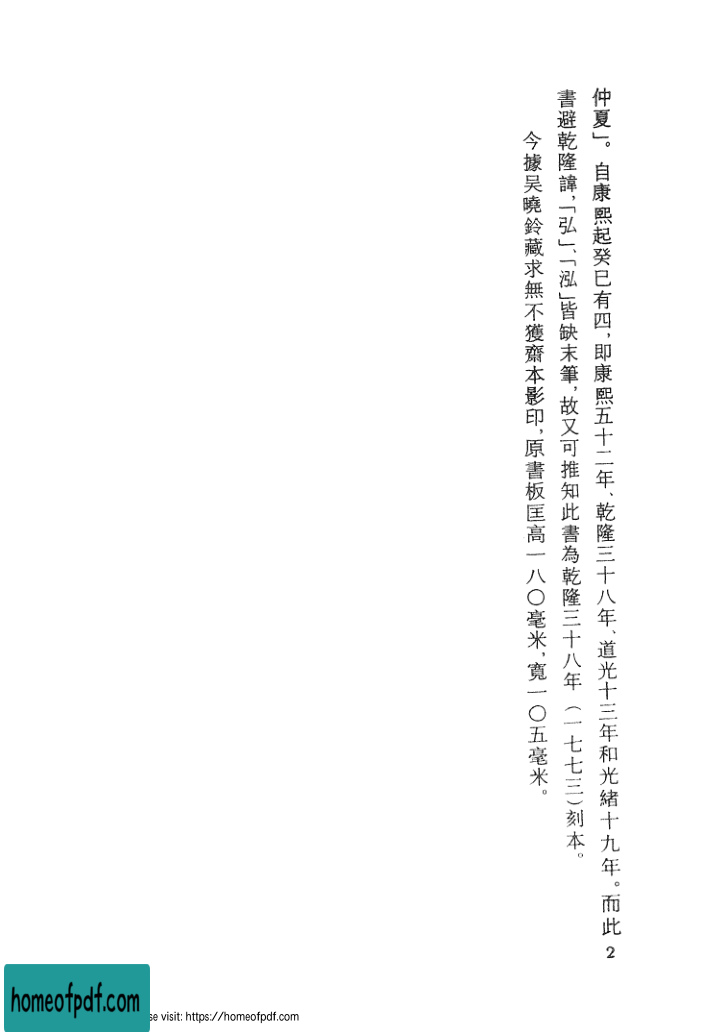 仲夏」。自康熙起癸巳有四，即康熙五十二年、乾隆三十八年、道光十三年和光緒十九年。而此
書避乾隆諱，「弘」、「泓」皆缺末筆，故又可推知此書為乾隆三十八年（一七七三）刻本。
今據吴曉鈴藏求無不獲齋本影印，原書板匡高一八〇毫米，寬一〇五毫米。
2
homeofpdf.com
se visit: https://homeofpdf.com